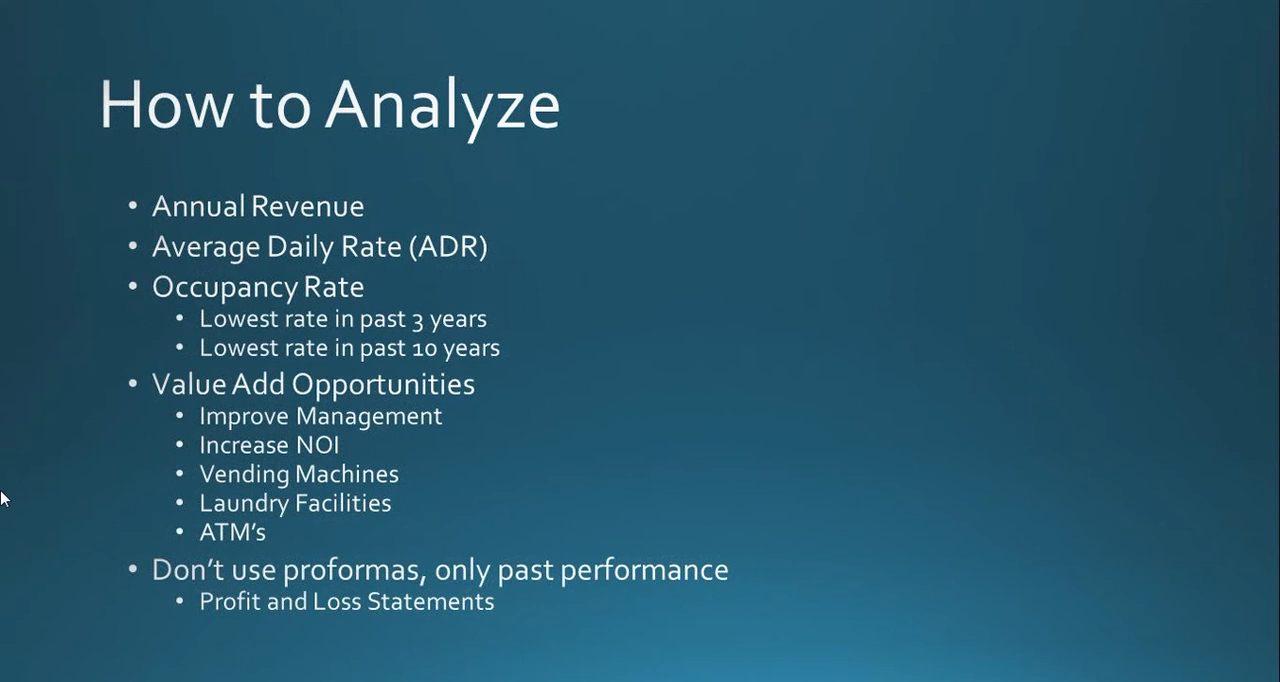 How to Analyze
• Annual Revenue
• Average Daily Rate (ADR)
• Occupancy Rate
• Lowest rate in past 3 years
• Lowest rate in past 10 years
• Value Add Opportunities
• Improve Management
• Increase NOI
• Vending Machines
• Laundry Facilities
• ATM’s
• Don’t use proformas, only past performance
• Profit and Loss Statements